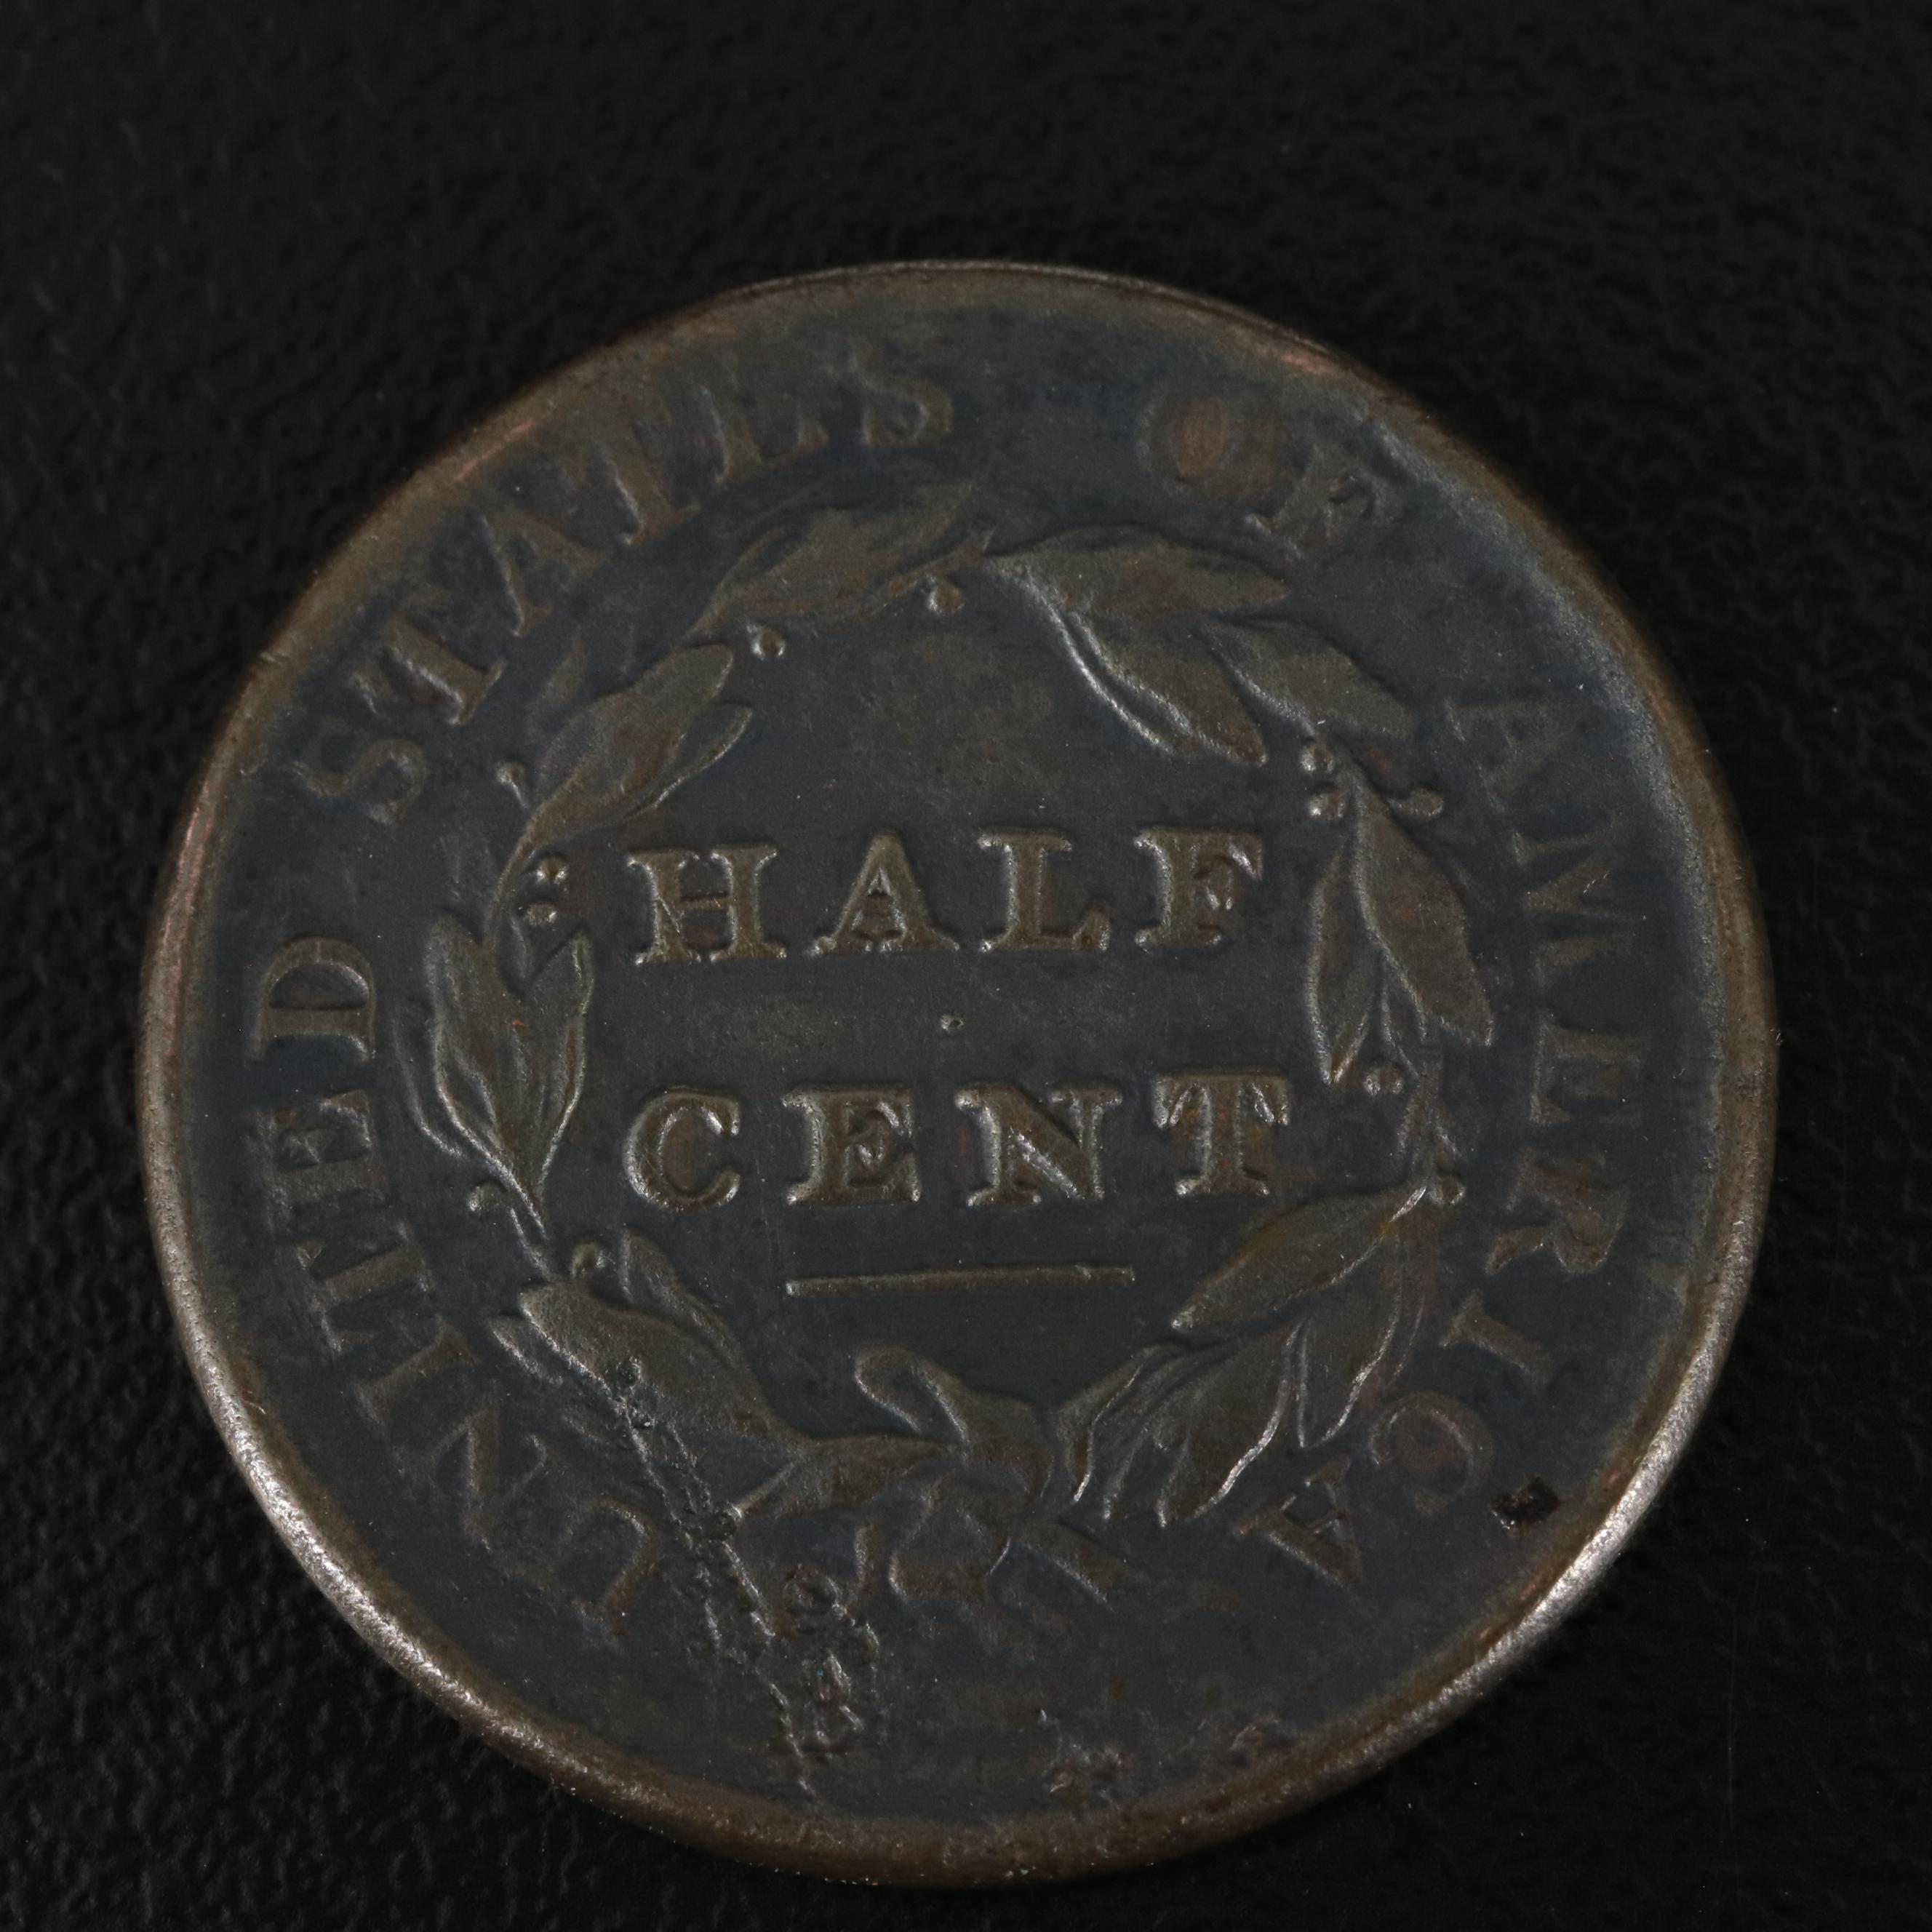 UNITED STATES OF AMERICA
HALF
CENT